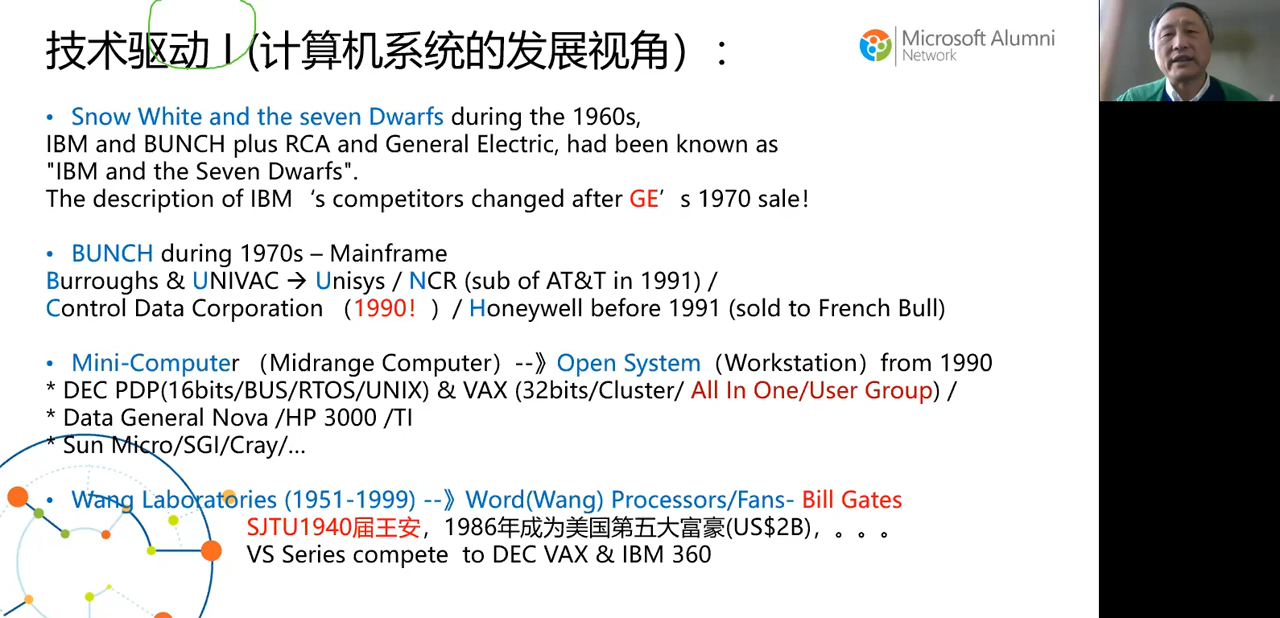 技术驱动 I (计算机系统的发展视角）：
Microsoft Alumni
Network
• Snow White and the seven Dwarfs during the 1960s,
IBM and BUNCH plus RCA and General Electric, had been known as
"IBM and the Seven Dwarfs".
The description of IBM ‘s competitors changed after GE’s 1970 sale!
• BUNCH during 1970s – Mainframe
Burroughs & UNIVAC → Unisys / NCR (sub of AT&T in 1991) /
Control Data Corporation （1990！）/ Honeywell before 1991 (sold to French Bull)
• Mini-Computer （Midrange Computer）--》Open System（Workstation）from 1990
* DEC PDP(16bits/BUS/RTOS/UNIX) & VAX (32bits/Cluster/ All In One/User Group) /
* Data General Nova /HP 3000 /TI
* Sun Micro/SGI/Cray/…
• Wang Laboratories (1951-1999) --》Word(Wang) Processors/Fans- Bill Gates
SJTU1940届王安，1986年成为美国第五大富豪(US$2B)，。。。
VS Series compete to DEC VAX & IBM 360